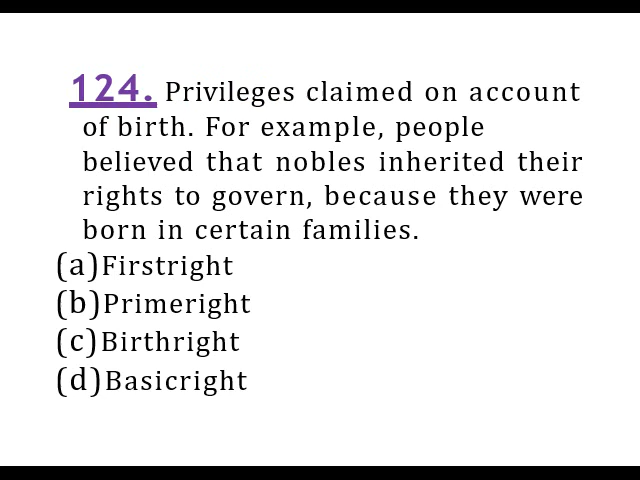 124. Privileges claimed on account
of birth. For example, people
believed that nobles inherited their
rights to govern, because they were
born in certain families.
(a)Firstright
(b)Primeright
(c)Birthright
(d)Basicright